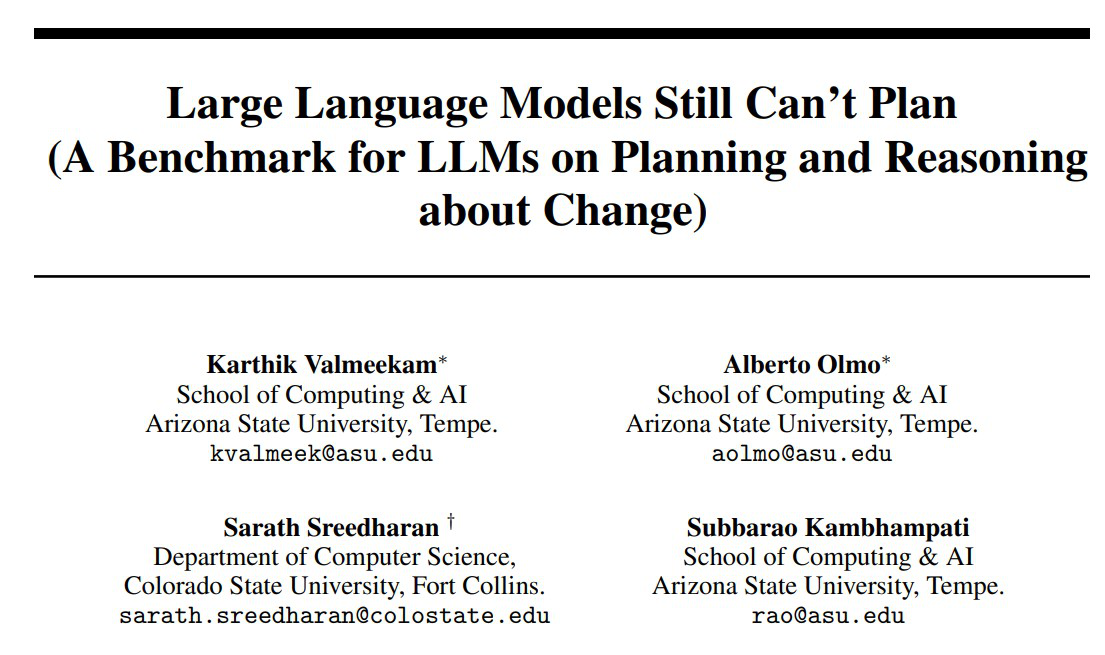 Large Language Models Still Can't Plan
(A Benchmark for LLMs on Planning and Reasoning
about Change)
Karthik Valmeekam*
School of Computing & AI
Arizona State University, Tempe.
kvalmeek@asu.edu
Alberto Olmo*
School of Computing & AI
Arizona State University, Tempe.
aolmo@asu.edu
Sarath Sreedharan †
Department of Computer Science,
Colorado State University, Fort Collins.
sarath.sreedharan@colostate.edu
Subbarao Kambhampati
School of Computing & AI
Arizona State University, Tempe.
rao@asu.edu